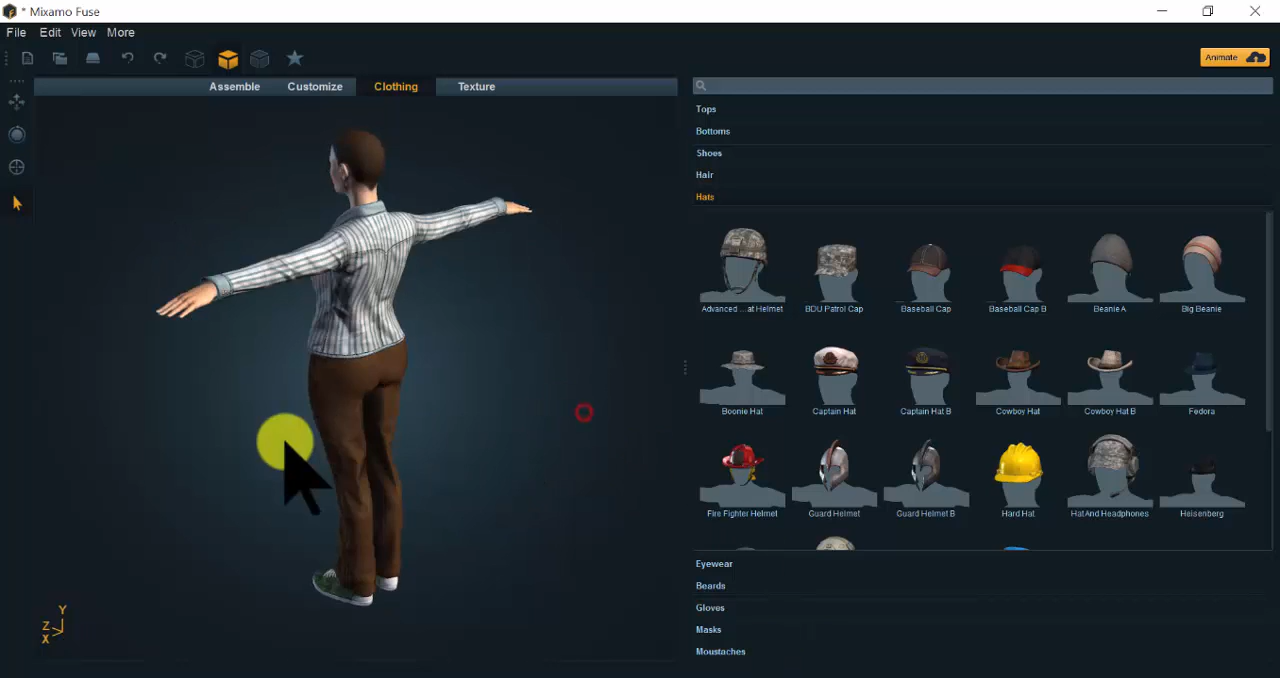 * Mixamo Fuse
File Edit View More
Animate
Assemble Customize Clothing Texture
Tops
Bottoms
Shoes
Hair
Hats
Advanced ...at Helmet BDU Patrol Cap Baseball Cap Baseball Cap B Beanie A Big Beanie
Boonie Hat Captain Hat Captain Hat B Cowboy Hat Cowboy Hat B Fedora
Fire Fighter Helmet Guard Helmet Guard Helmet B Hard Hat HatAnd Headphones Heisenberg
Eyewear
Beards
Gloves
Masks
Moustaches
Y
Z
X